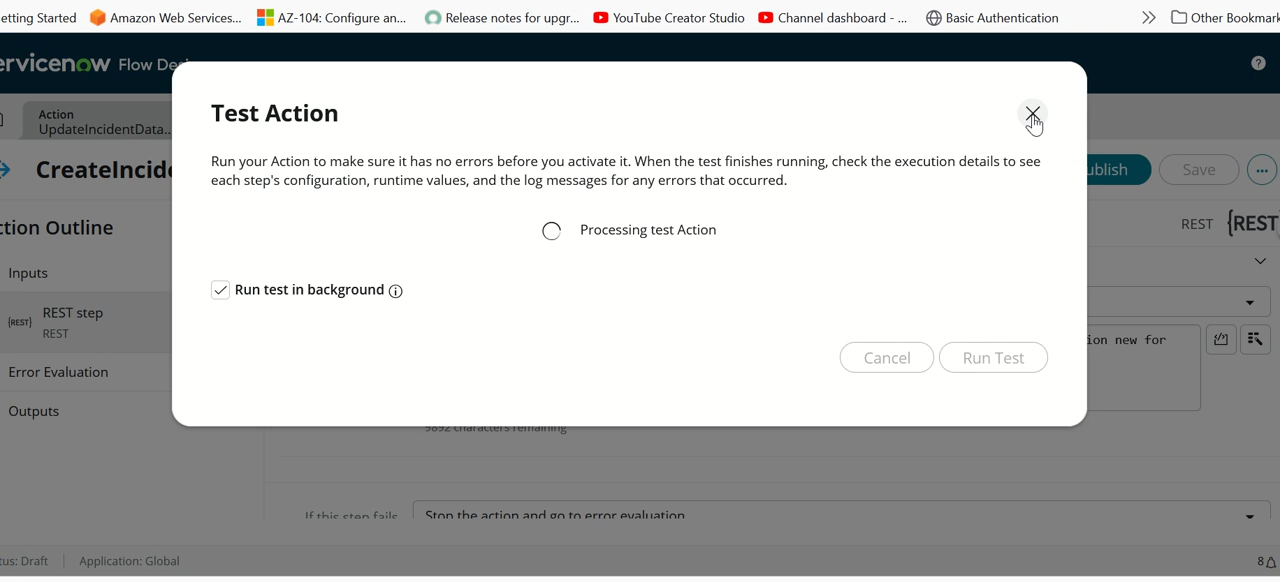 etting Started
Amazon Web Services...
AZ-104: Configure an...
Release notes for upgr...
YouTube Creator Studio
Channel dashboard - ...
Basic Authentication
Other Bookmark
ervicenow Flow Des
?
Action
UpdateIncidentData...
CreateIncide
ublish
Save
...
Test Action
Run your Action to make sure it has no errors before you activate it. When the test finishes running, check the execution details to see
each step's configuration, runtime values, and the log messages for any errors that occurred.
Processing test Action
Run test in background
Cancel
Run Test
ction Outline
Inputs
{REST}
REST step
REST
Error Evaluation
Outputs
REST {REST}
ion new for
9892 characters remaining
If this step fails
Stop the action and go to error evaluation
tus: Draft
Application: Global
8